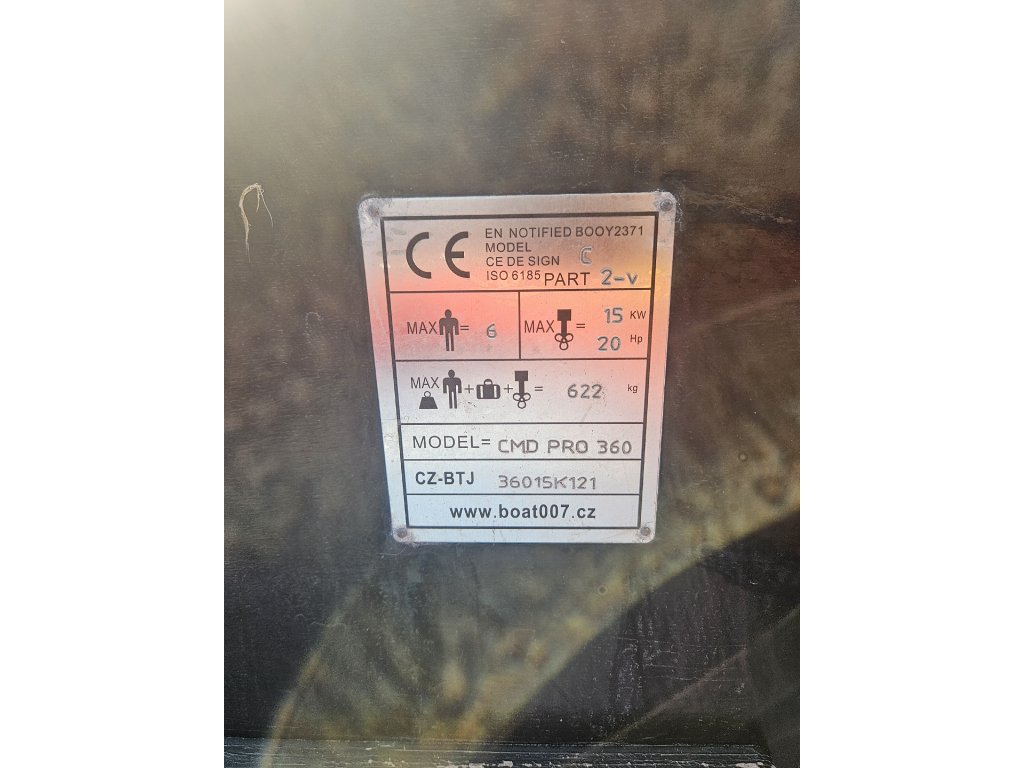 CE
EN NOTIFIED BOOY2371
MODEL
CE DE SIGN C
ISO 6185 PART 2-V
MAX = 6
MAX = 15 KW
20 Hp
MAX + + = 622 kg
MODEL= CMD PRO 360
CZ-BTJ 36015K121
www.boat007.cz